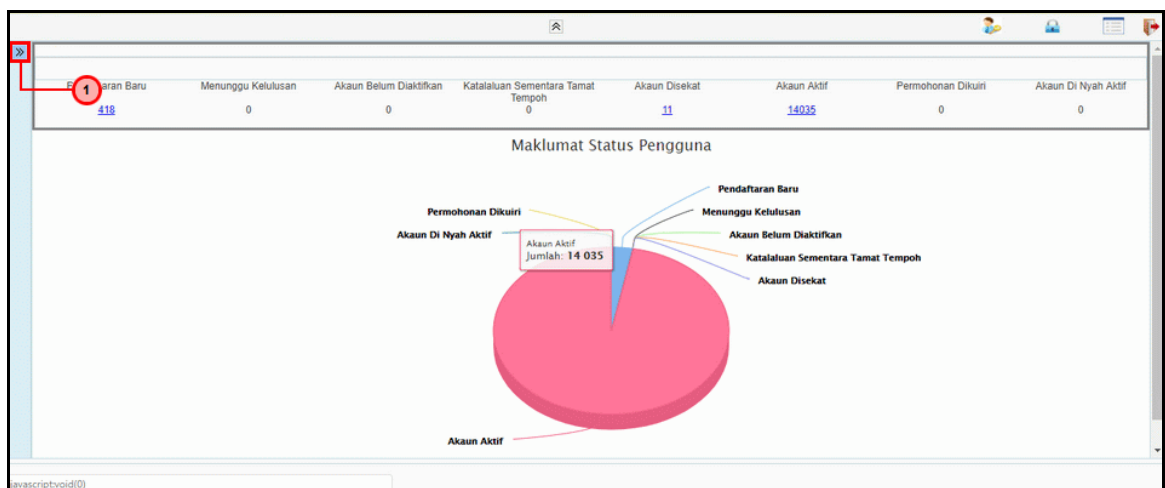 »
1
Pendaftaran Baru
Menunggu Kelulusan
Akaun Belum Diaktifkan
Katalaluan Sementara Tamat
Tempoh
Akaun Disekat
Akaun Aktif
Permohonan Dikuiri
Akaun Di Nyah Aktif
418
0
0
0
11
14035
0
0
Maklumat Status Pengguna
Pendaftaran Baru
Permohonan Dikuiri
Menunggu Kelulusan
Akaun Di Nyah Aktif
Akaun Belum Diaktifkan
Akaun Aktif
Jumlah: 14 035
Katalaluan Sementara Tamat Tempoh
Akaun Disekat
Akaun Aktif
javascript:void(0)